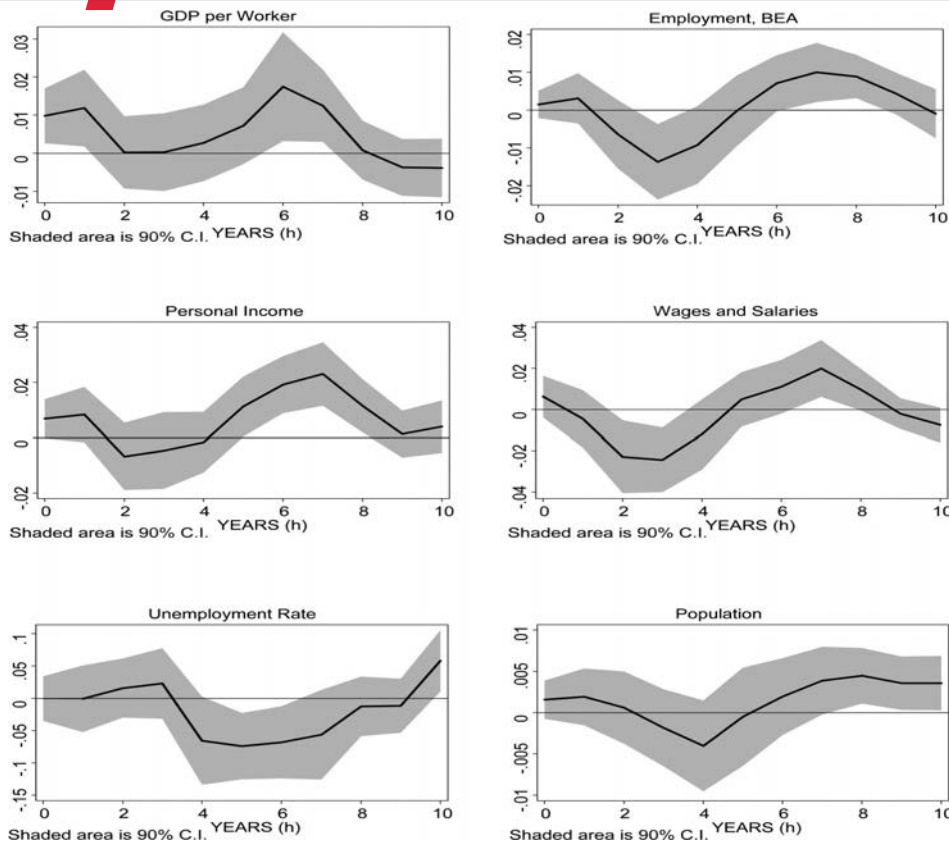 GDP per Worker
.03
.02
.01
0
-.01
0 2 4 6 8 10
YEARS (h)
Shaded area is 90% C.I.
Employment, BEA
.02
.01
0
-.01
-.02
0 2 4 6 8 10
YEARS (h)
Shaded area is 90% C.I.
Personal Income
.04
.02
0
-.02
0 2 4 6 8 10
YEARS (h)
Shaded area is 90% C.I.
Wages and Salaries
.04
.02
0
-.02
-.04
0 2 4 6 8 10
YEARS (h)
Shaded area is 90% C.I.
Unemployment Rate
.1
.05
0
-.05
-.1
-.15
0 2 4 6 8 10
YEARS (h)
Shaded area is 90% C.I.
Population
.01
.005
0
-.005
-.01
0 2 4 6 8 10
YEARS (h)
Shaded area is 90% C.I.